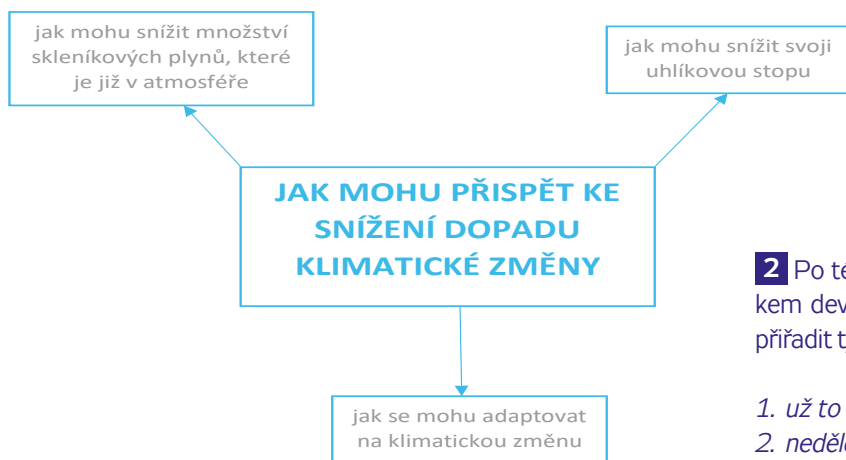 jak mohu snížit množství
skleníkových plynů, které
je již v atmosféře
jak mohu snížit svoji
uhlíkovou stopu
JAK MOHU PŘISPĚT KE
SNÍŽENÍ DOPADU
KLIMATICKÉ ZMĚNY
jak se mohu adaptovat
na klimatickou změnu
2 Po té
kem dev
přiřadit
1. už to
2. neděl